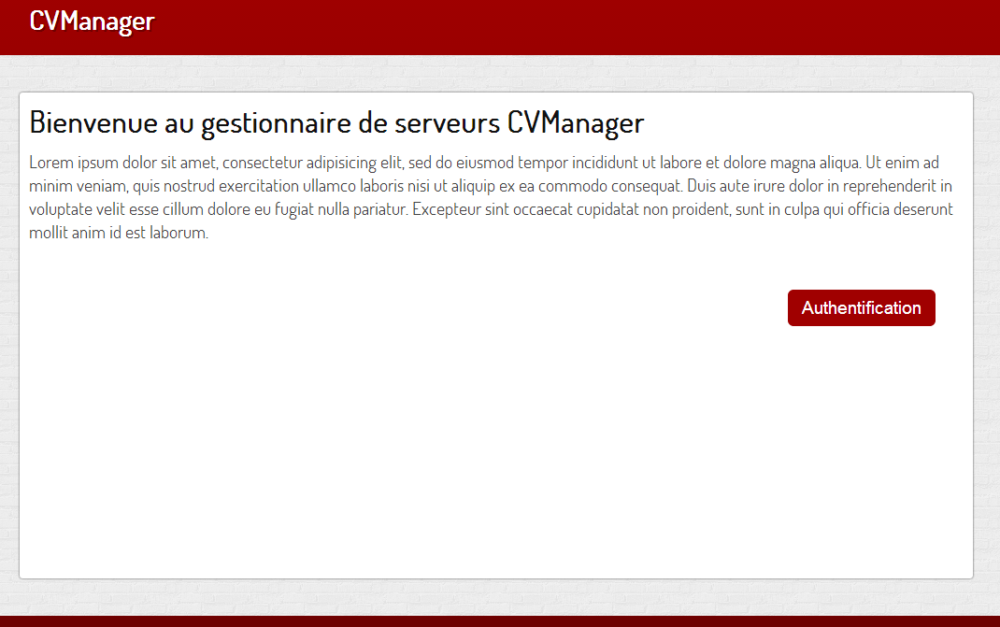 CVManager
Bienvenue au gestionnaire de serveurs CVManager
Lorem ipsum dolor sit amet, consectetur adipisicing elit, sed do eiusmod tempor incididunt ut labore et dolore magna aliqua. Ut enim ad
minim veniam, quis nostrud exercitation ullamco laboris nisi ut aliquip ex ea commodo consequat. Duis aute irure dolor in reprehenderit in
voluptate velit esse cillum dolore eu fugiat nulla pariatur. Excepteur sint occaecat cupidatat non proident, sunt in culpa qui officia deserunt
mollit anim id est laborum.
Authentification